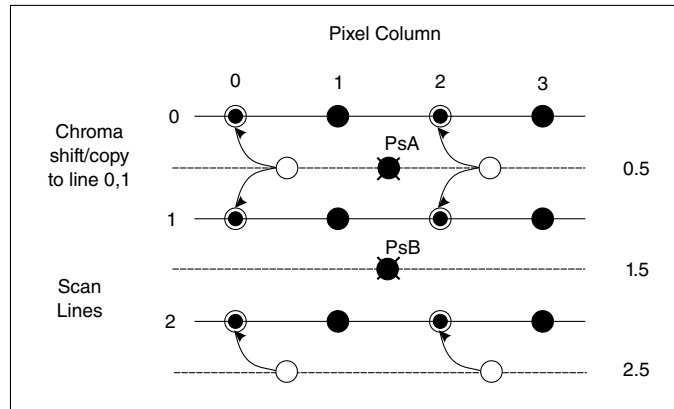 Pixel Column
0 1 2 3
0
Chroma
shift/copy
to line 0,1
PsA
0.5
1
PsB
1.5
Scan
Lines
2
2.5